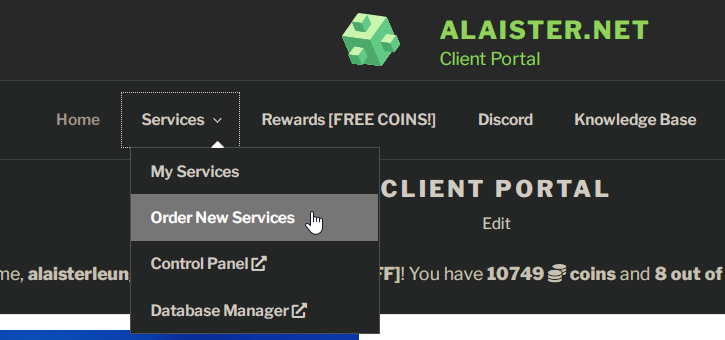 ALAISTER.NET
Client Portal
Home Services Rewards [FREE COINS!] Discord Knowledge Base
My Services
CLIENT PORTAL
Order New Services
Edit
Control Panel
me, alaisterleun FF]! You have 10749 coins and 8 out of
Database Manager